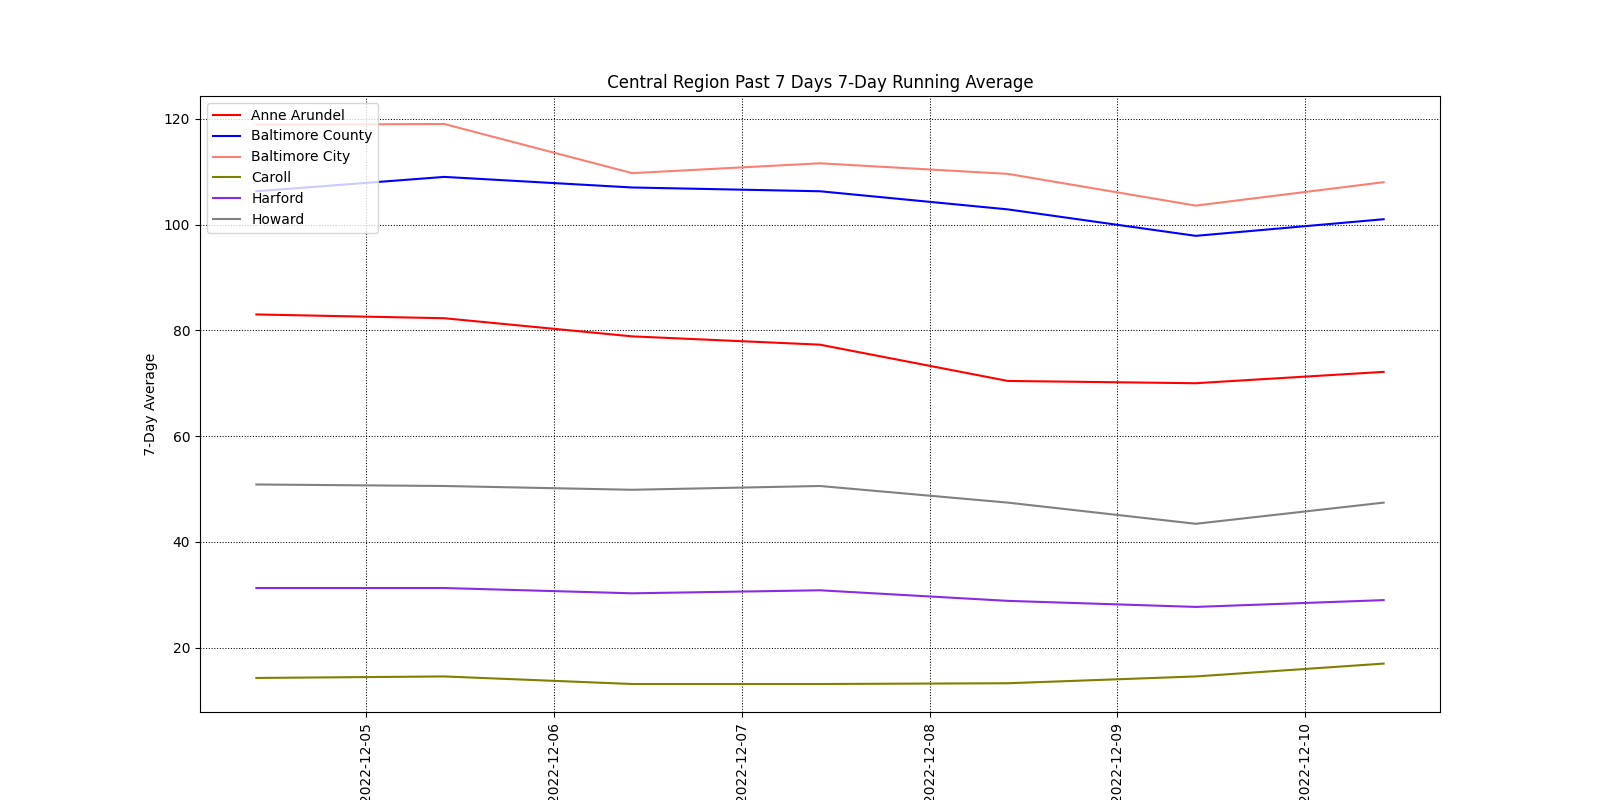 Central Region Past 7 Days 7-Day Running Average
Anne Arundel
Baltimore County
Baltimore City
Caroll
Harford
Howard
120
100
80
60
40
20
7-Day Average
2022-12-05
2022-12-06
2022-12-07
2022-12-08
2022-12-09
2022-12-10